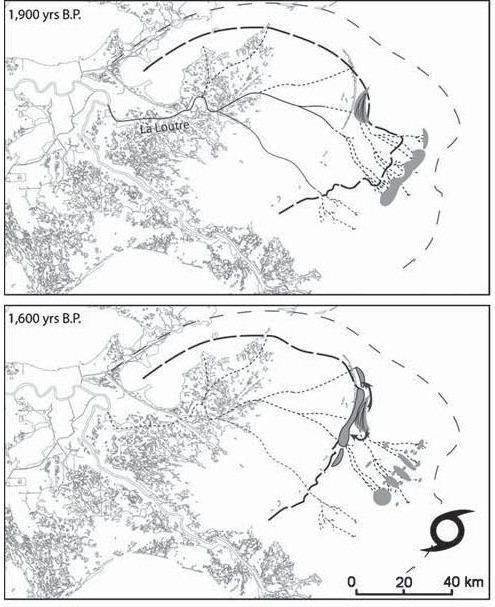 1,900 yrs B.P.
La Loutre
?
1,600 yrs B.P.
?
0 20 40 km